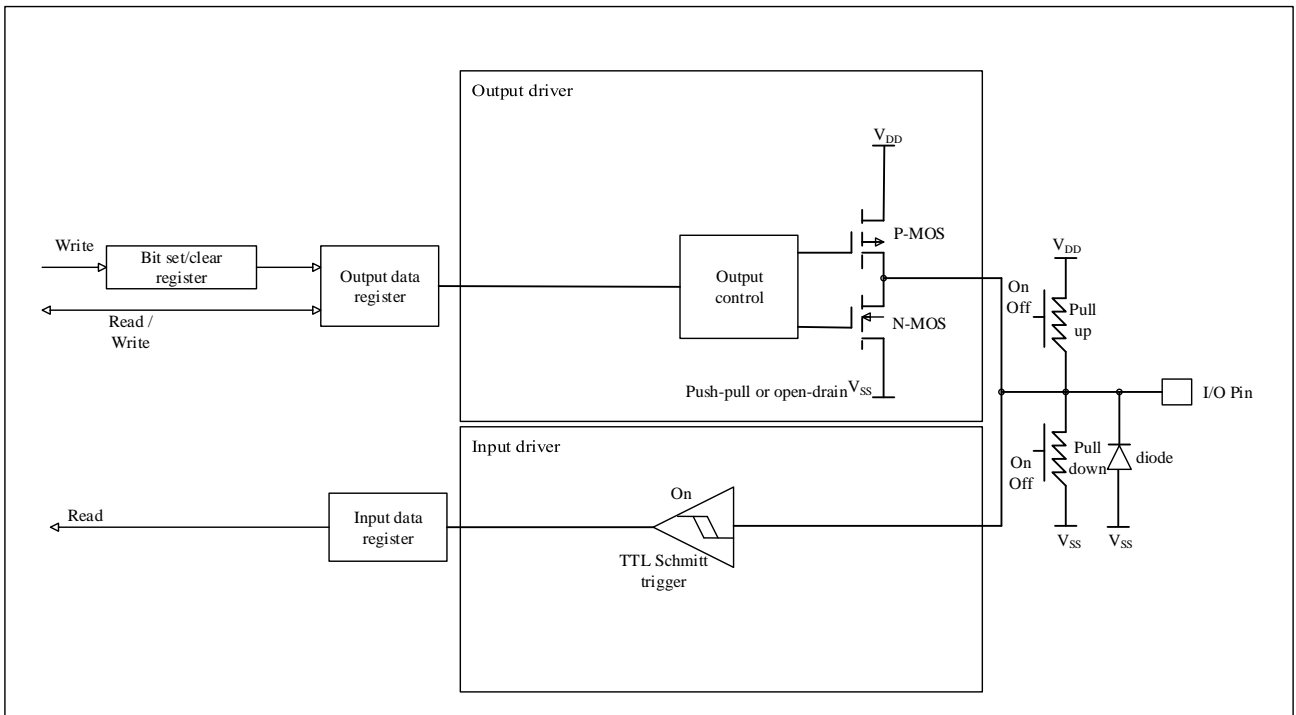 Output driver
VDD
P-MOS
Write
Bit set/clear
register
Output data
register
Output
control
VDD
On
Off
Pull
up
Read /
Write
N-MOS
Push-pull or open-drain VSS
I/O Pin
Input driver
On
Off
Pull
down
diode
On
Read
Input data
register
TTL Schmitt
trigger
VSS
VSS